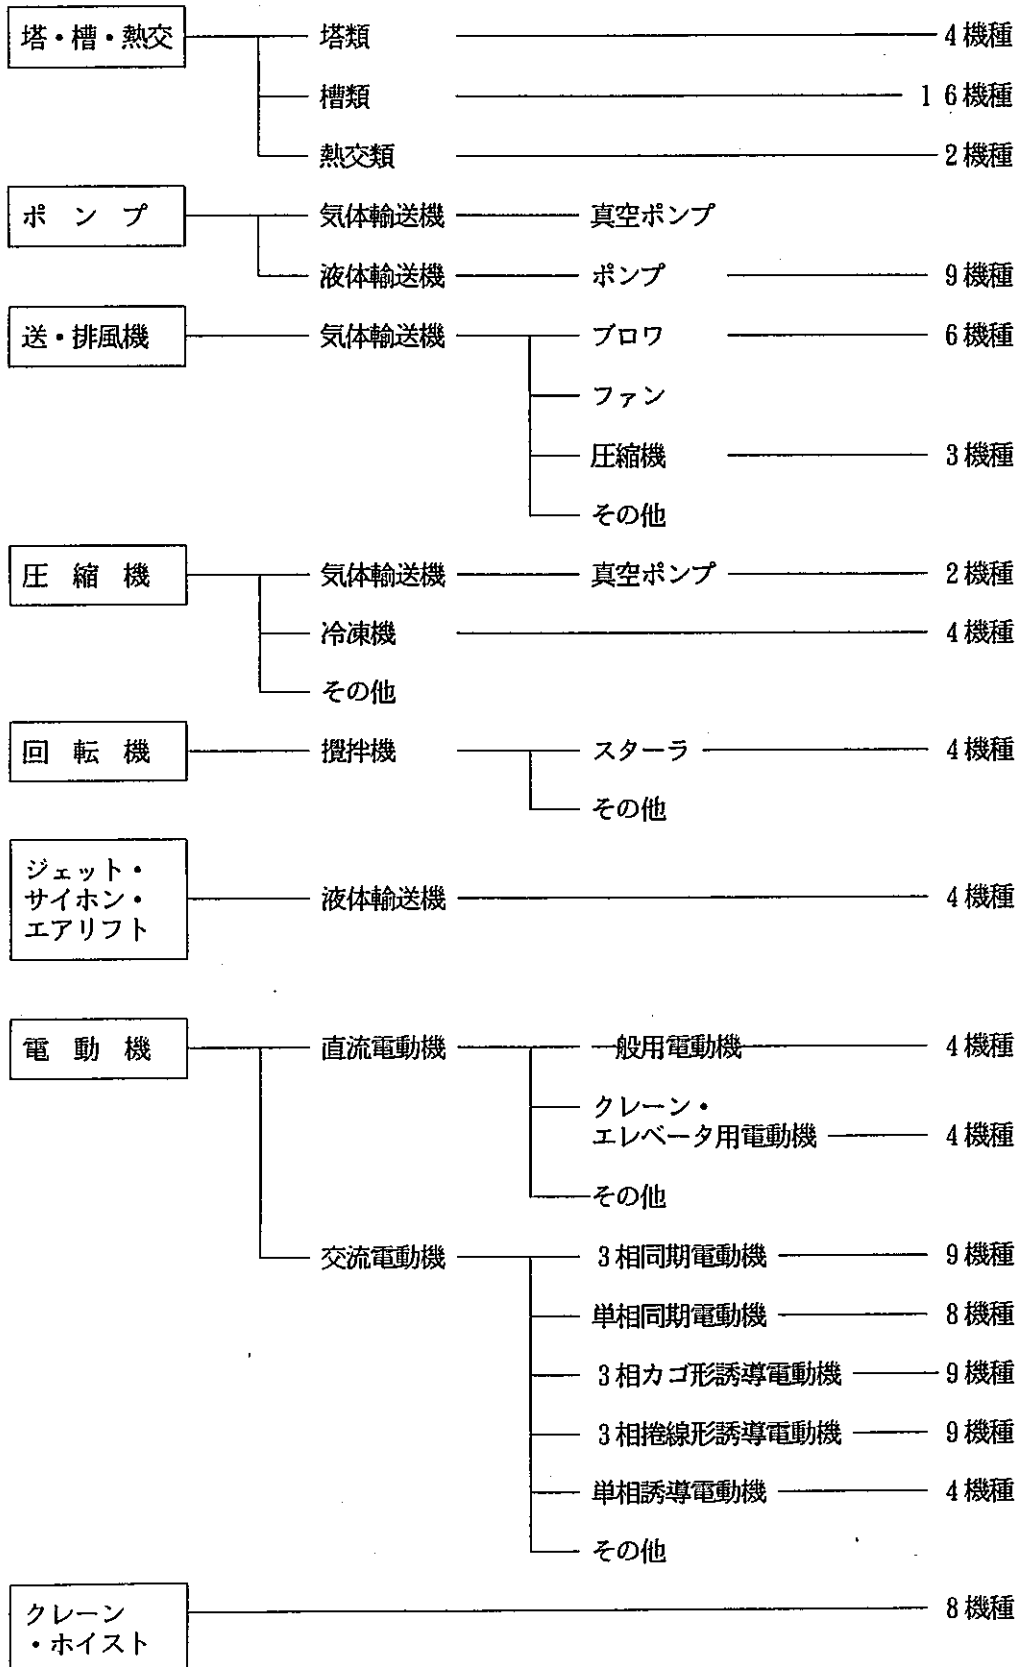 塔・槽・熱交 塔類 4機種
槽類 16機種
熱交類 2機種
ポンプ 気体輸送機 真空ポンプ
液体輸送機 ポンプ 9機種
送・排風機 気体輸送機 ブロワ 6機種
ファン
圧縮機 3機種
その他
圧縮機 気体輸送機 真空ポンプ 2機種
冷凍機 4機種
その他
回転機 攪拌機 スターラ 4機種
その他
ジェット・
サイホン・ 液体輸送機 4機種
エアリフト
電動機 直流電動機 一般用電動機 4機種
クレーン・
エレベータ用電動機 4機種
その他
交流電動機 3相同期電動機 9機種
単相同期電動機 8機種
3相カゴ形誘導電動機 9機種
3相捲線形誘導電動機 9機種
単相誘導電動機 4機種
その他
クレーン 8機種
・ホイスト